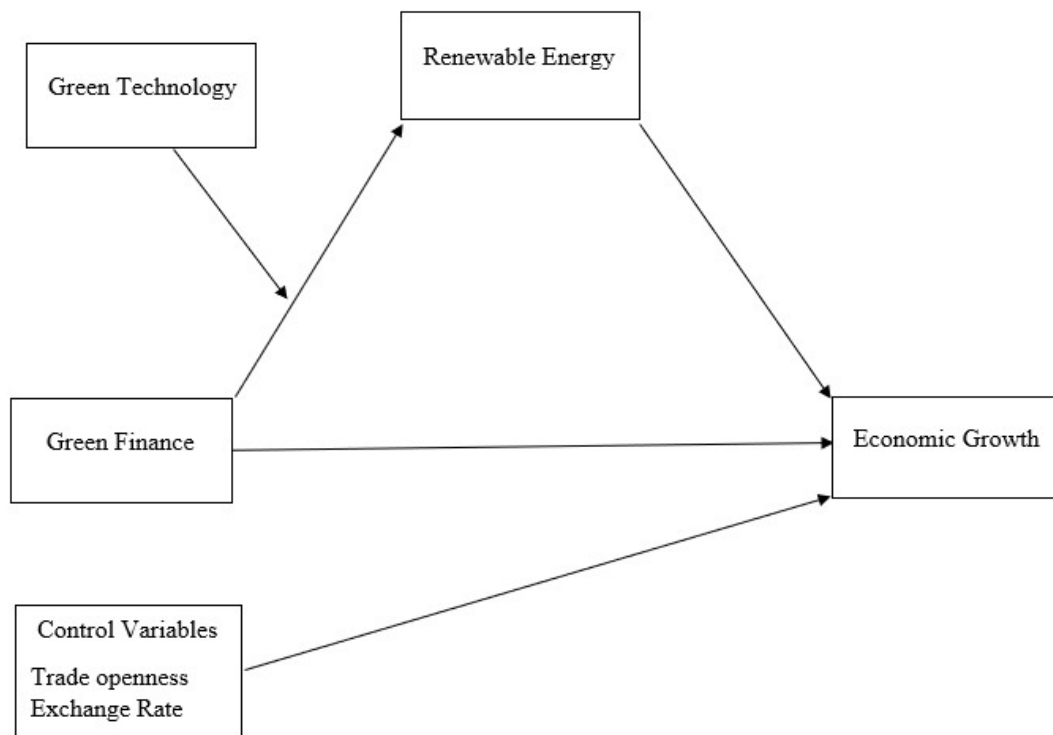 Renewable Energy
Green Technology
Green Finance
Economic Growth
Control Variables
Trade openness
Exchange Rate